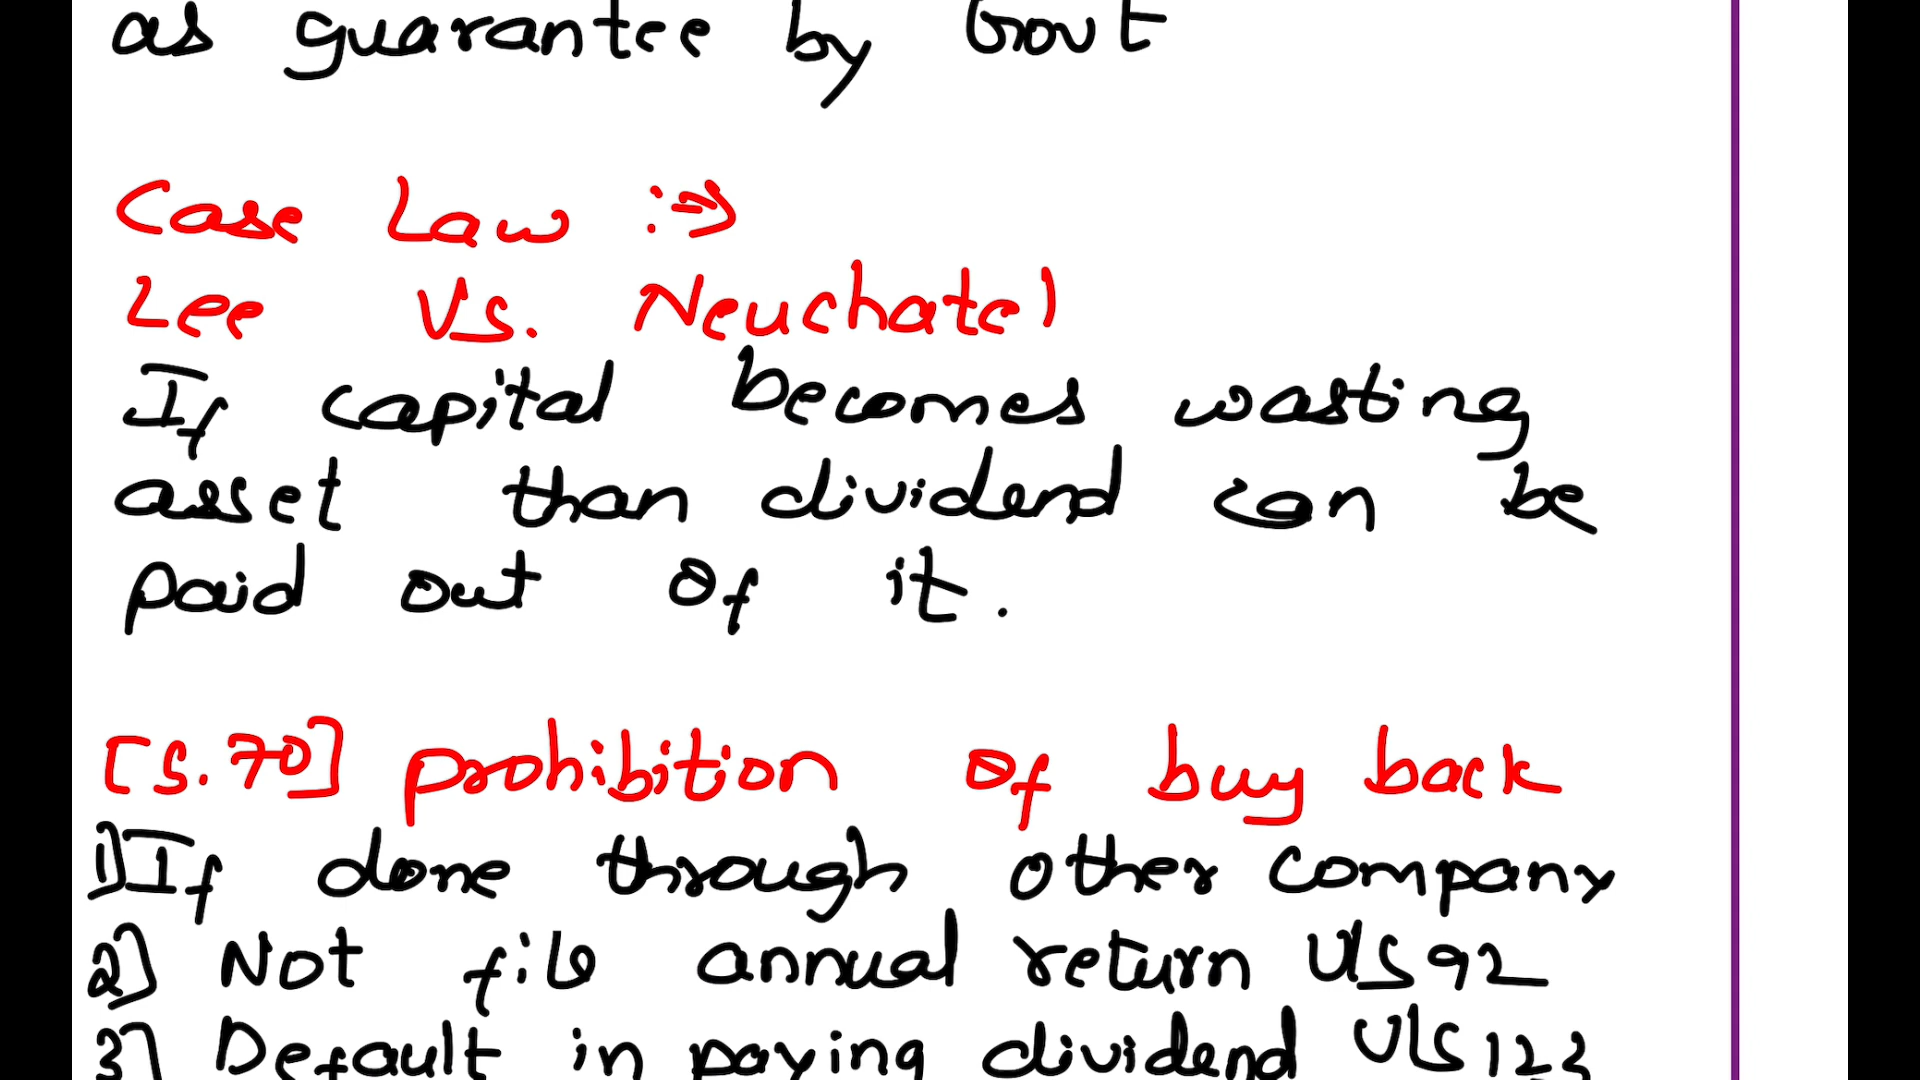 as guarantee by Govt
Case Law :⇒
Lee Vs. Neuchatel
If capital becomes wasting
asset than dividend can be
paid out of it.
[S.70] prohibition of buy back
1] If done through other company
2] Not file annual return U/S 92
3] Default in paying dividend U/S 123